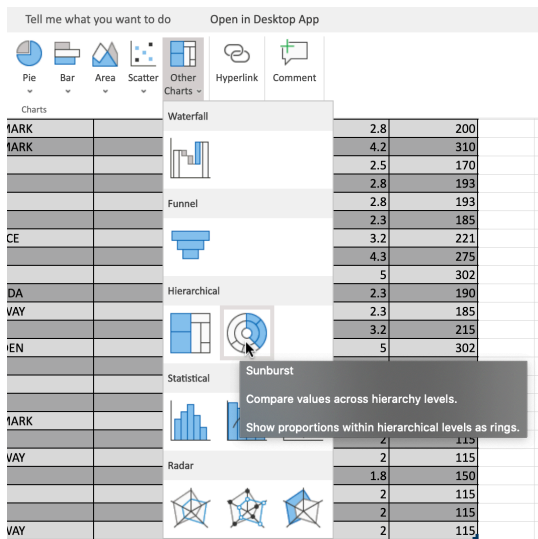 Tell me what you want to do Open in Desktop App
Pie Bar Area Scatter Other Charts Hyperlink Comment
Charts
Waterfall
MARK 2.8 200
MARK 4.2 310
2.5 170
2.8 193
Funnel
2.8 193
2.3 185
CE 3.2 221
4.3 275
5 302
Hierarchical
DA 2.3 190
WAY 2.3 185
3.2 215
DEN 5 302
Sunburst
Statistical
Compare values across hierarchy levels.
MARK
Show proportions within hierarchical levels as rings.
2 115
WAY 2 115
Radar
1.8 150
2 115
2 115
WAY 2 115